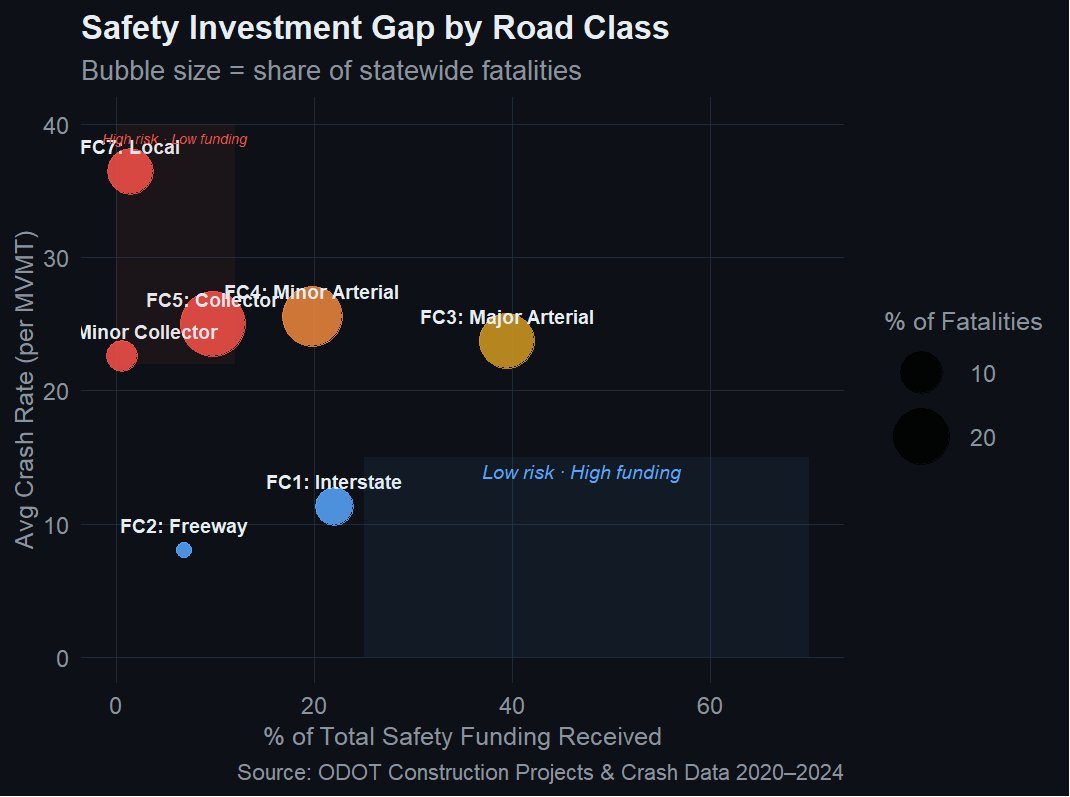 Safety Investment Gap by Road Class
Bubble size = share of statewide fatalities
Avg Crash Rate (per MVMT)
40
30
20
10
0
High risk · Low funding
FC7: Local
FC5: Collector
FC4: Minor Arterial
FC3: Major Arterial
Minor Collector
Low risk · High funding
FC1: Interstate
FC2: Freeway
% of Fatalities
10
20
0
20
40
60
% of Total Safety Funding Received
Source: ODOT Construction Projects & Crash Data 2020–2024